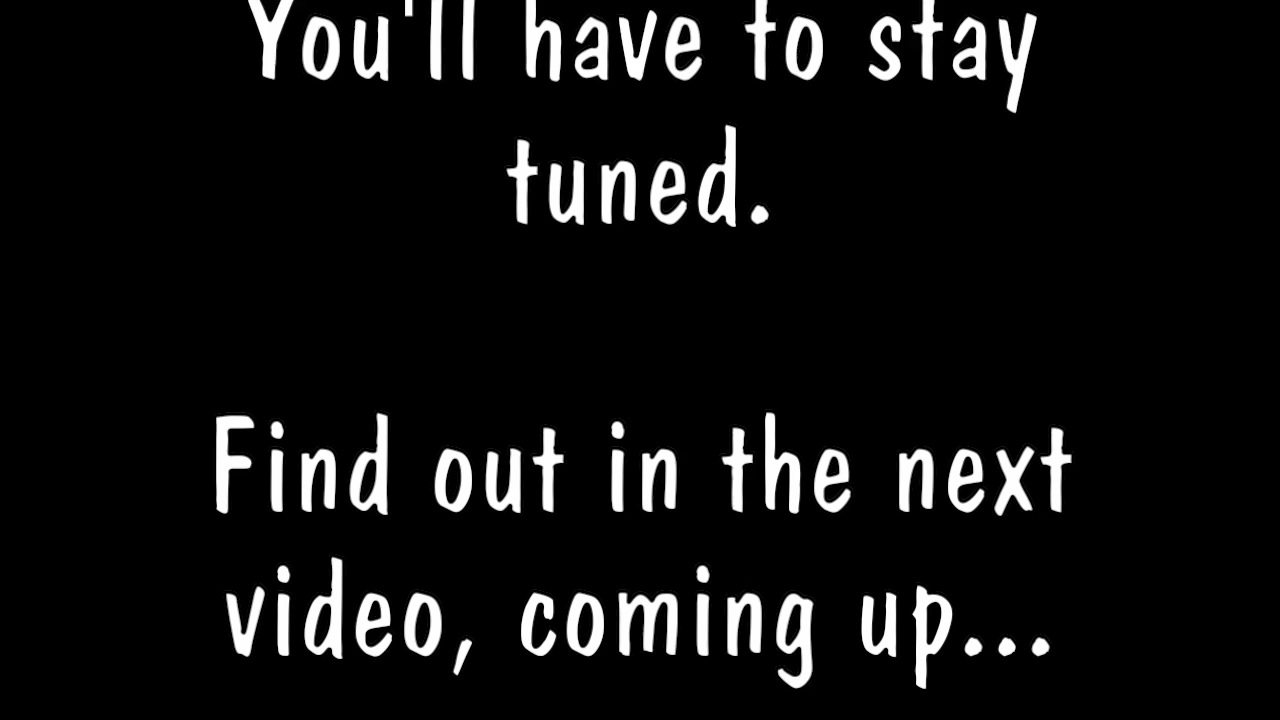 You'll have to stay
tuned.
Find out in the next
video, coming up...